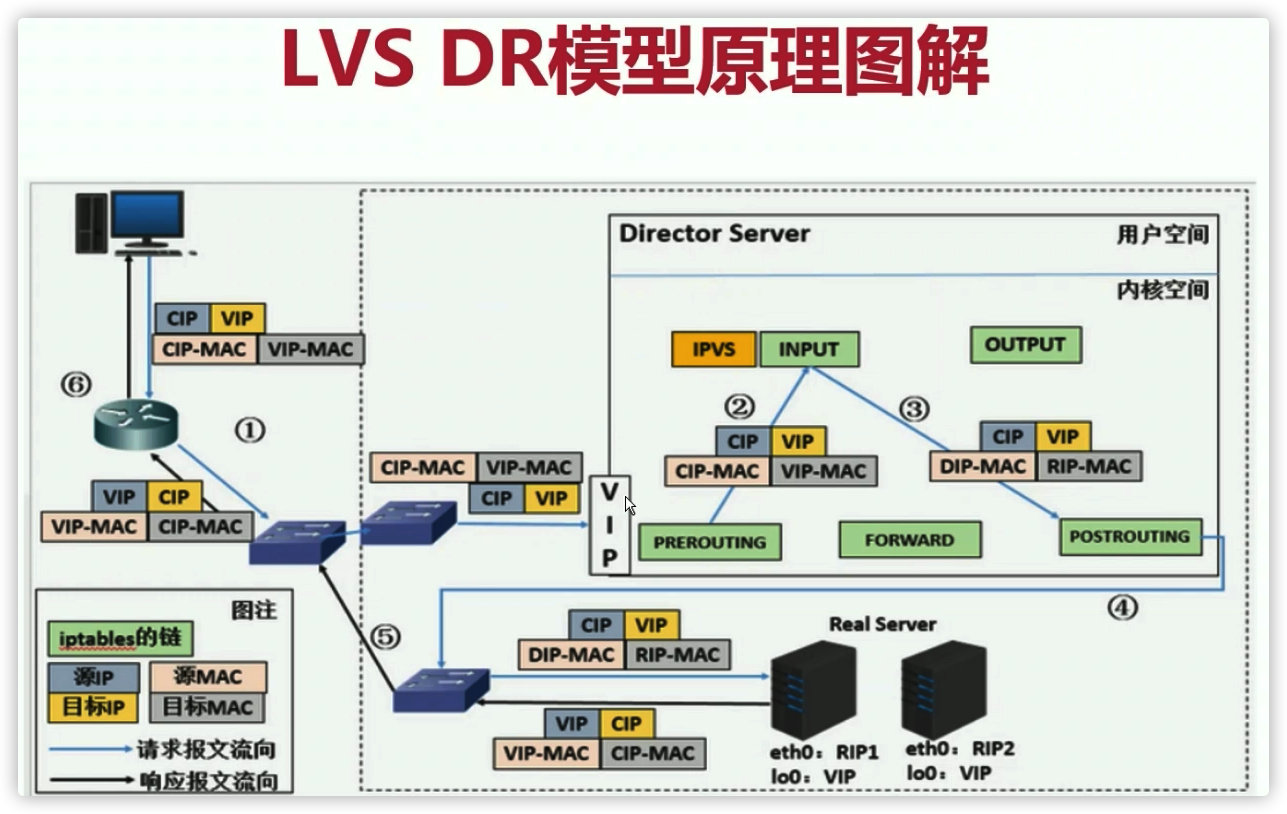 LVS DR模型原理图解
Director Server
用户空间
内核空间
CIP VIP
CIP-MAC VIP-MAC
IPVS INPUT
OUTPUT
⑥
①
②
③
CIP VIP
CIP-MAC VIP-MAC
CIP VIP
DIP-MAC RIP-MAC
CIP-MAC VIP-MAC
CIP VIP
VIP CIP
VIP-MAC CIP-MAC
V
I
P
PREROUTING
FORWARD
POSTROUTING
④
⑤
CIP VIP
DIP-MAC RIP-MAC
Real Server
VIP CIP
VIP-MAC CIP-MAC
eth0：RIP1
lo0：VIP
eth0：RIP2
lo0：VIP
图注
iptables的链
源IP 源MAC
目标IP 目标MAC
请求报文流向
响应报文流向